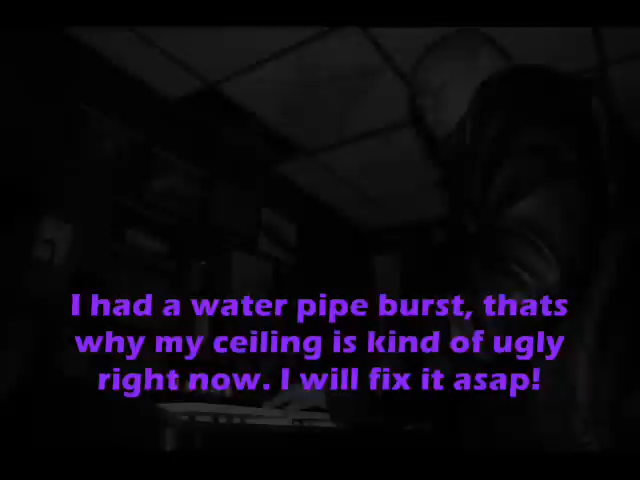 I had a water pipe burst, thats
why my ceiling is kind of ugly
right now. I will fix it asap!